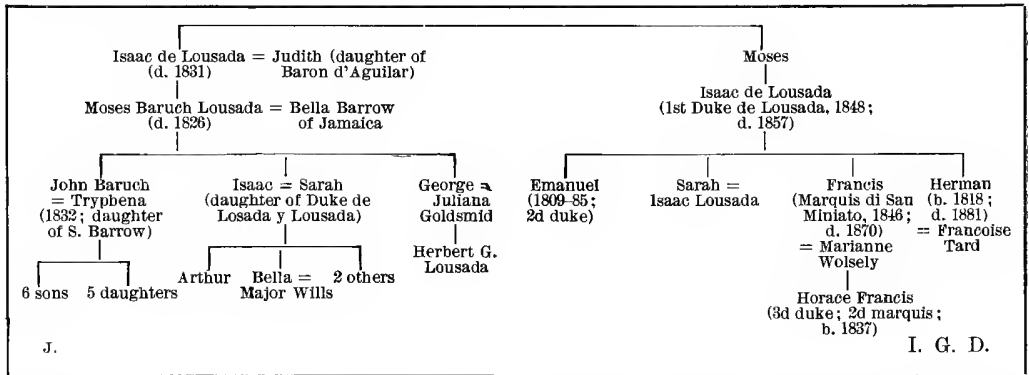 Isaac de Lousada = Judith (daughter of
(d. 1831) Baron d'Aguilar)
Moses
Isaac de Lousada
(1st Duke de Lousada, 1848;
d. 1857)
Moses Baruch Lousada = Bella Barrow
(d. 1826) of Jamaica
John Baruch
= Trypbena
(1832; daughter
of S. Barrow)
Isaac = Sarah
(daughter of Duke de
Losada y Lousada)
George =
Juliana
Goldsmid
Herbert G.
Lousada
Emanuel
(1809-85;
2d duke)
Sarah =
Isaac Lousada
Francis
(Marquis di San
Miniato, 1846;
d. 1870)
= Marianne
Wolsely
Herman
(b. 1818;
d. 1881)
= Francoise
Tard
6 sons 5 daughters
Arthur Bella = 2 others
Major Wills
Horace Francis
(3d duke; 2d marquis;
b. 1837)
J. I. G. D.